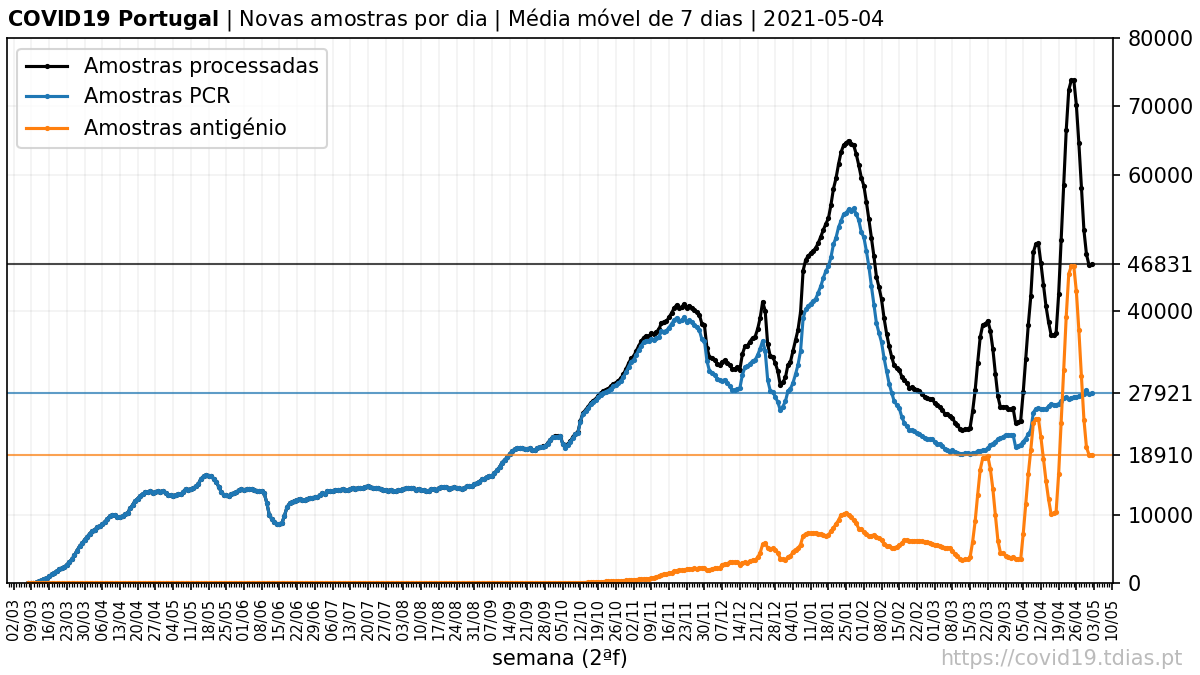 COVID19 Portugal | Novas amostras por dia | Média móvel de 7 dias | 2021-05-04
Amostras processadas
Amostras PCR
Amostras antigénio
80000
70000
60000
46831
40000
27921
18910
10000
0
02/03 09/03 16/03 23/03 30/03 06/04 13/04 20/04 27/04 04/05 11/05 18/05 25/05 01/06 08/06 15/06 22/06 29/06 06/07 13/07 20/07 27/07 03/08 10/08 17/08 24/08 31/08 07/09 14/09 21/09 28/09 05/10 12/10 19/10 26/10 02/11 09/11 16/11 23/11 30/11 07/12 14/12 21/12 28/12 04/01 11/01 18/01 25/01 01/02 08/02 15/02 22/02 01/03 08/03 15/03 22/03 29/03 05/04 12/04 19/04 26/04 03/05 10/05
semana (2ªf)
https://covid19.tdias.pt